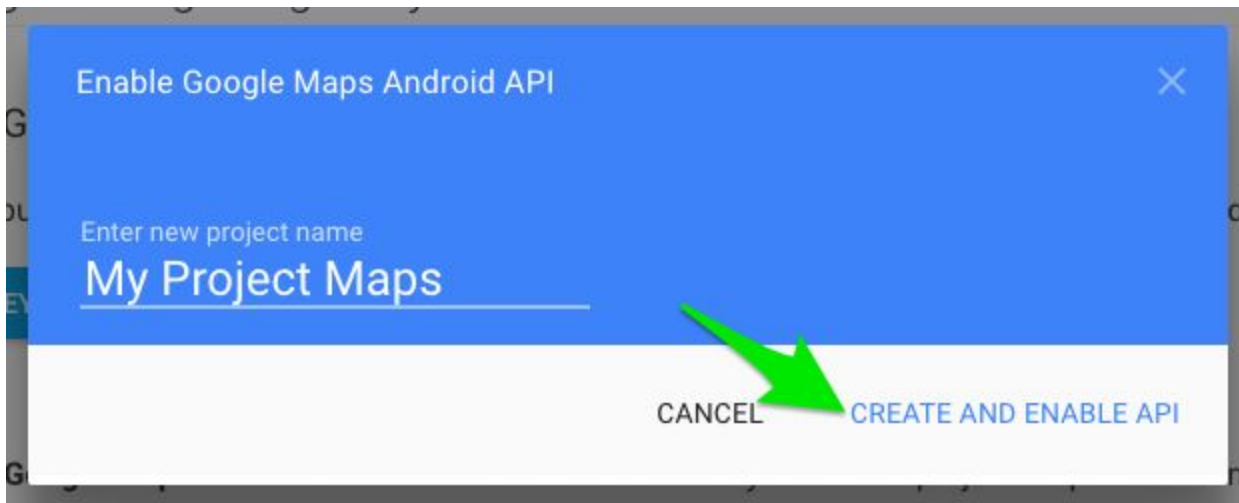 Enable Google Maps Android API
Enter new project name
My Project Maps
CANCEL CREATE AND ENABLE API